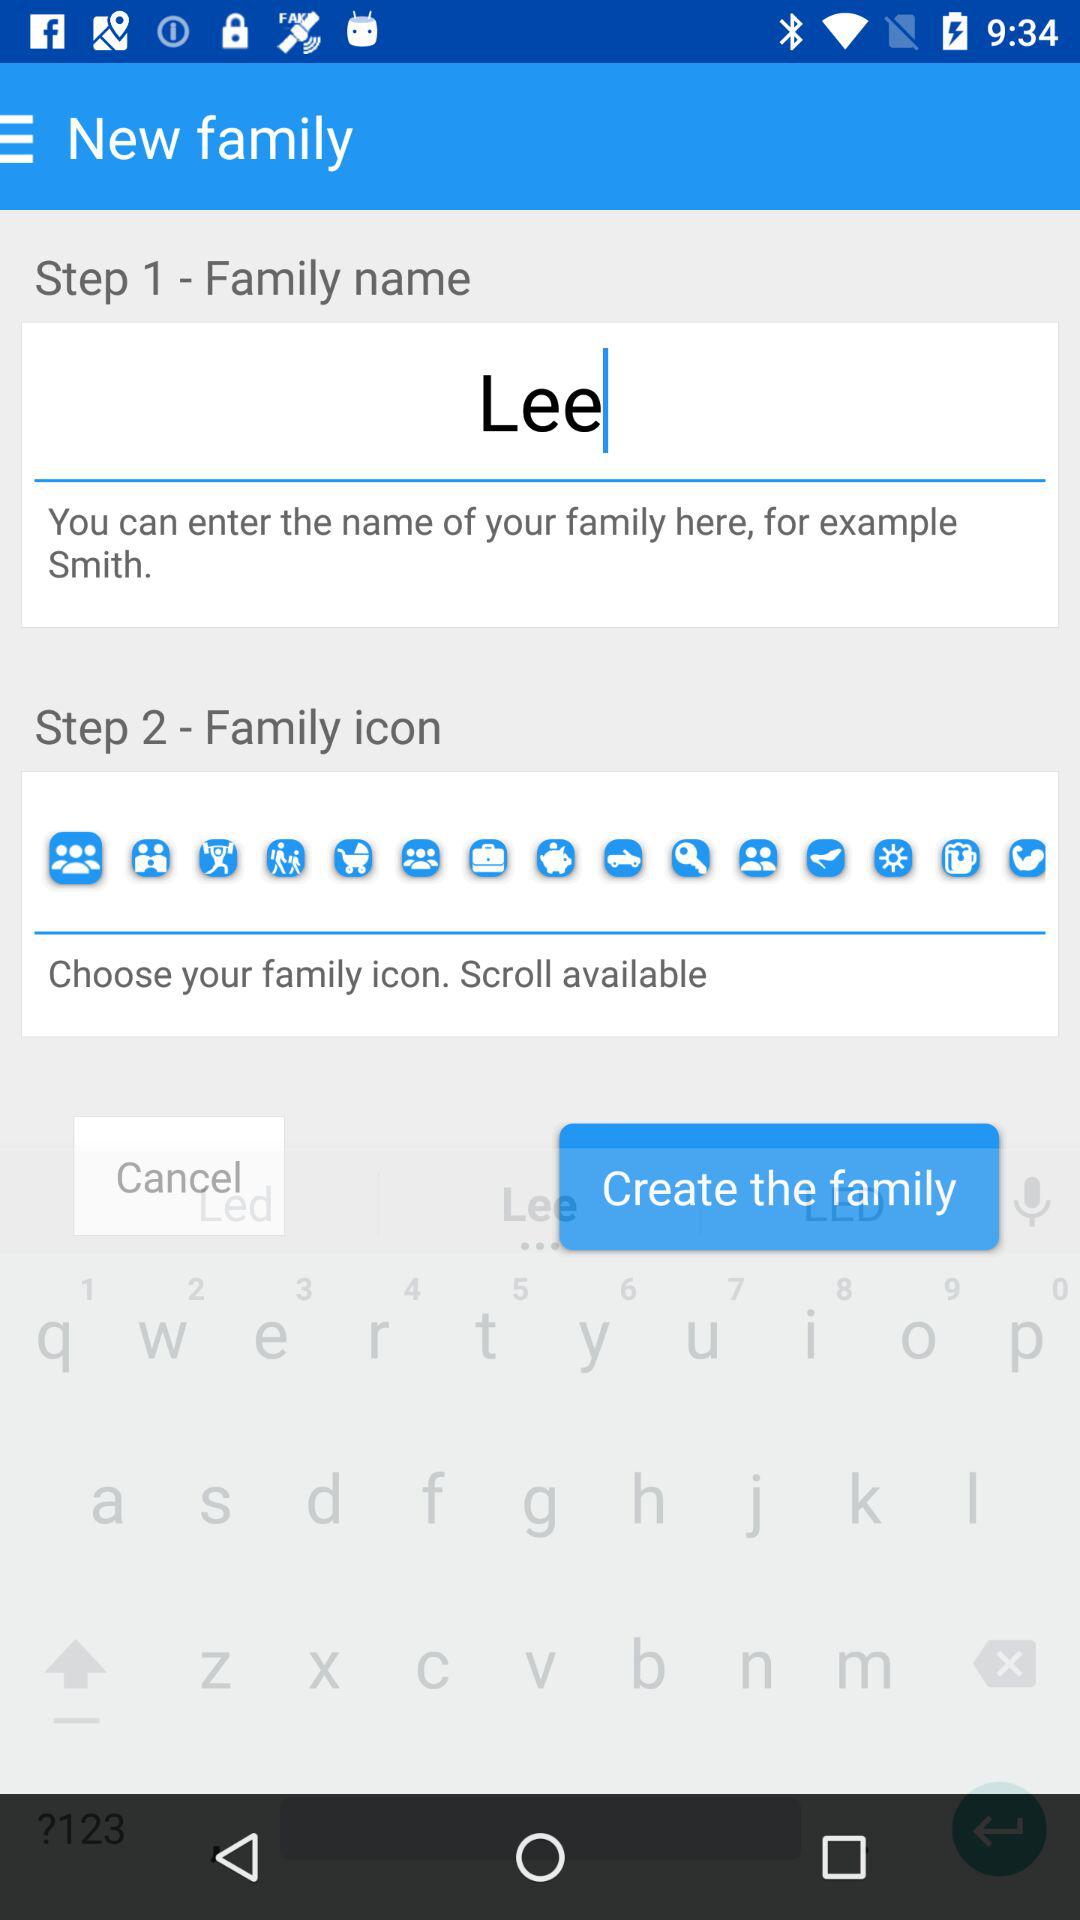 FAKE
9:34
New family
Step 1 - Family name
Lee
You can enter the name of your family here, for example
Smith.
Step 2 - Family icon
Choose your family icon. Scroll available
Cancel
Create the family
Led Lee LED
1 2 3 4 5 6 7 8 9 0
q w e r t y u i o p
a s d f g h j k l
z x c v b n m
?123